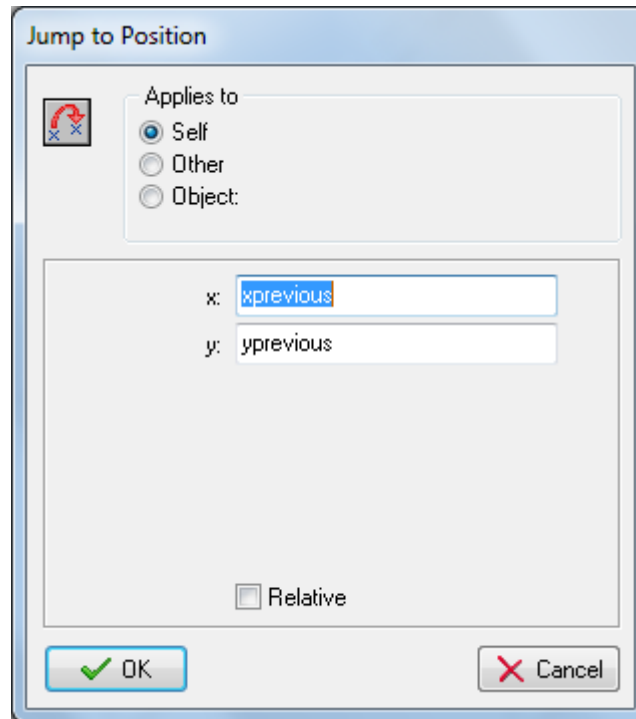 Jump to Position
Applies to
Self
Other
Object:
x: xprevious
y: yprevious
Relative
OK
Cancel